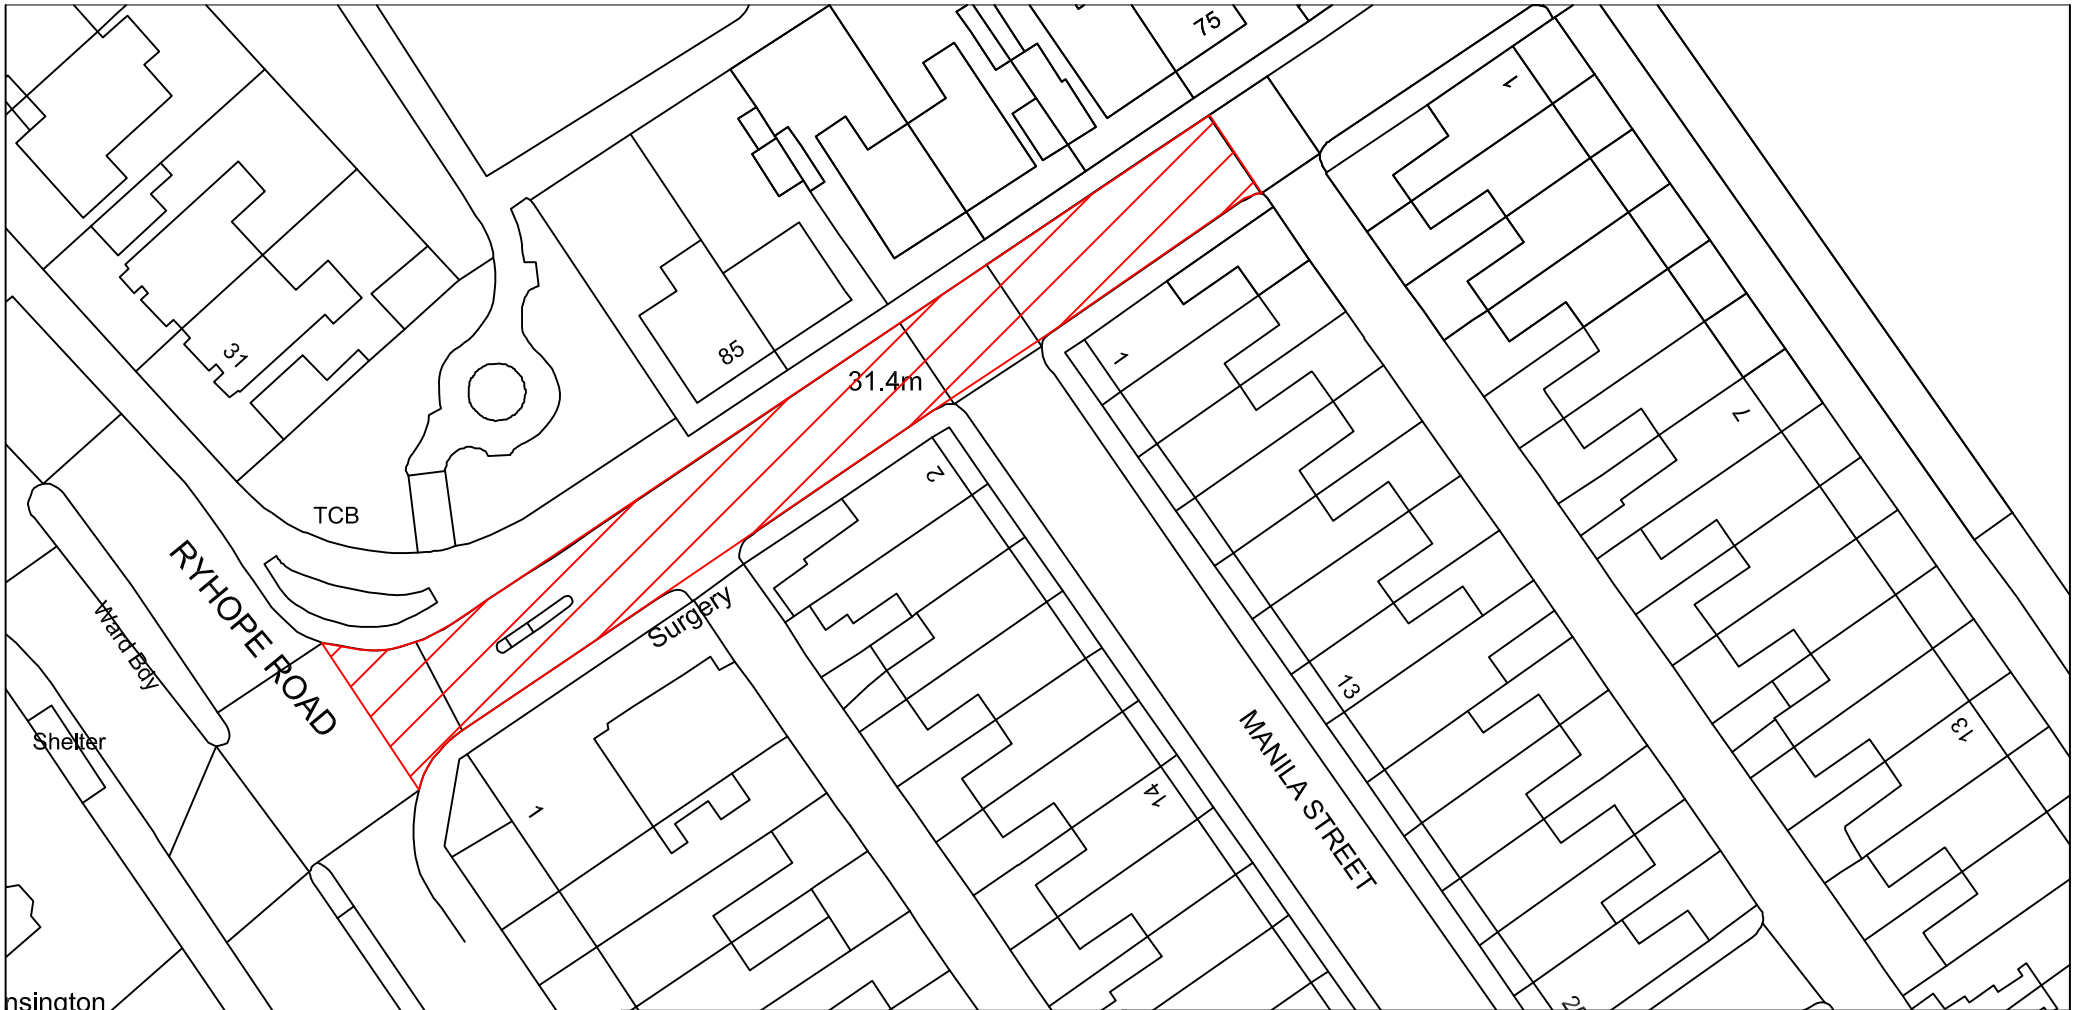 75
1
31
85
1
31.4m
7
2
TCB
RYHOPE ROAD
Ward Bdy
Surgery
13
Shelter
MANILA STREET
13
14
1
nsington